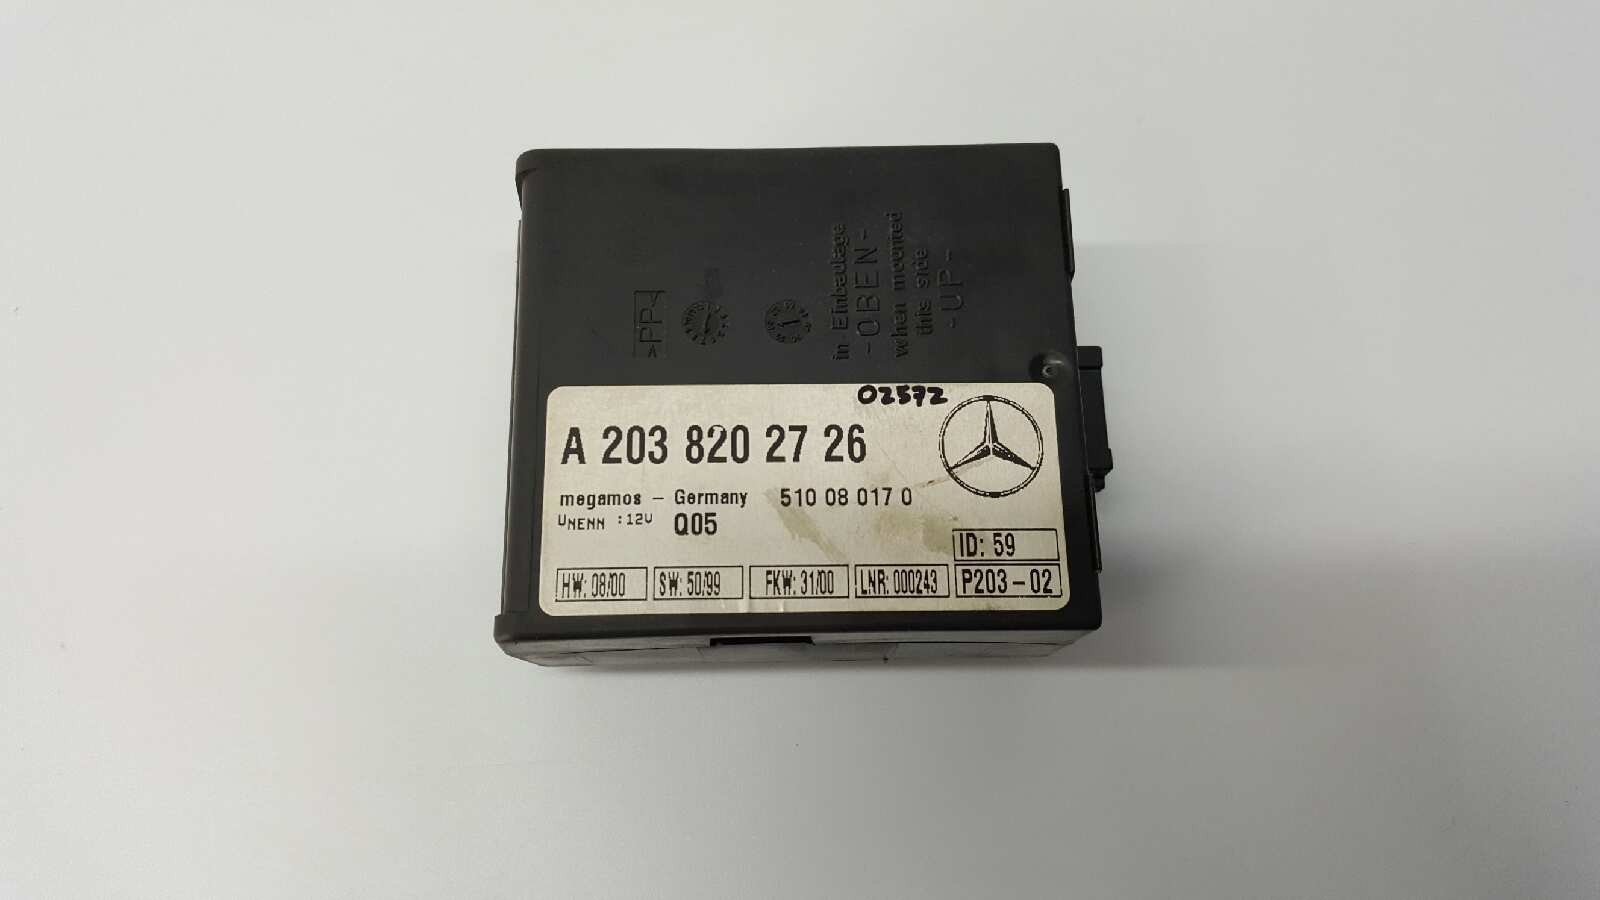 in Einbaulage
-OBEN-
when mounted
this side
-UP-
>PP<
02572
A 203 820 27 26
megamos - Germany 510 08 017 0
UNENN :12V Q05
ID: 59
HW: 08/00 SW: 50/99 FKW: 31/00 LNR: 000243 P203-02